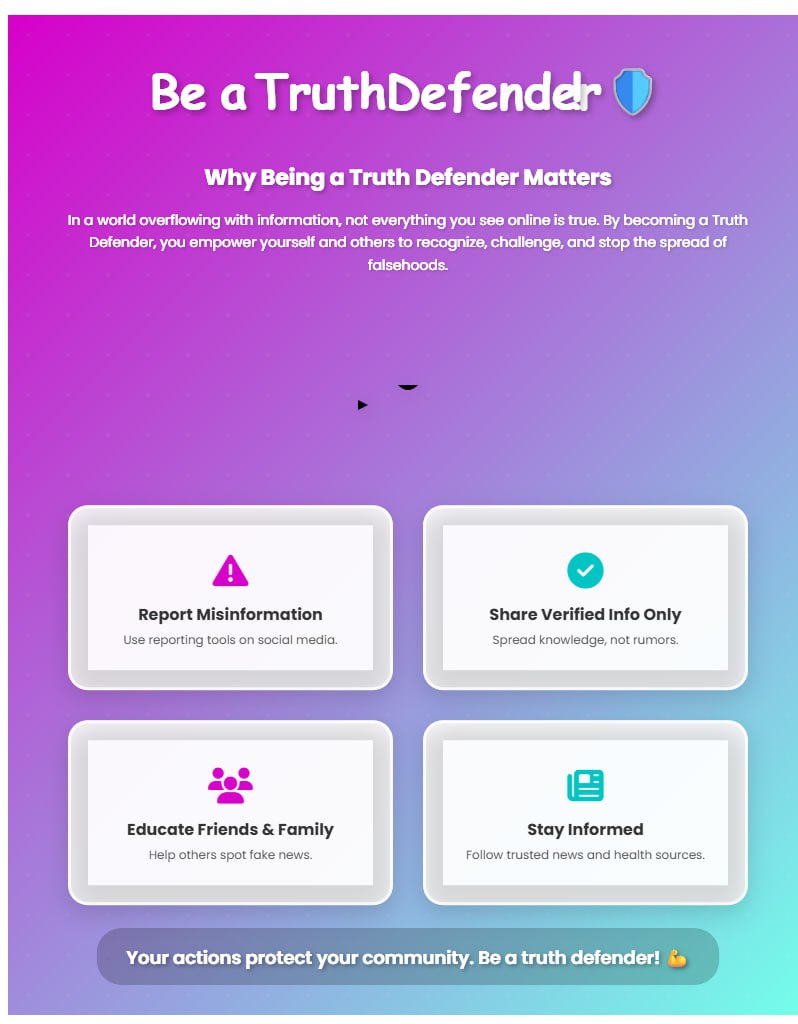 Be a TruthDefender 🛡️
Why Being a Truth Defender Matters
In a world overflowing with information, not everything you see online is true. By becoming a Truth
Defender, you empower yourself and others to recognize, challenge, and stop the spread of
falsehoods.
Report Misinformation
Use reporting tools on social media.
Share Verified Info Only
Spread knowledge, not rumors.
Educate Friends & Family
Help others spot fake news.
Stay Informed
Follow trusted news and health sources.
Your actions protect your community. Be a truth defender! 💪